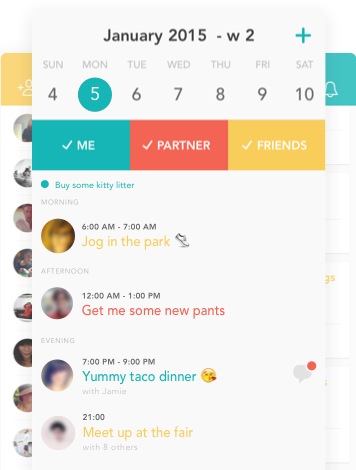 January 2015 - w 2
SUN MON TUE WED THU FRI SAT
4 5 6 7 8 9 10
ME PARTNER FRIENDS
Buy some kitty litter
MORNING
6:00 AM - 7:00 AM
Jog in the park
AFTERNOON
12:00 AM - 1:00 PM
Get me some new pants
EVENING
7:00 PM - 9:00 PM
Yummy taco dinner 😘
with Jamie
21:00
Meet up at the fair
with 8 others